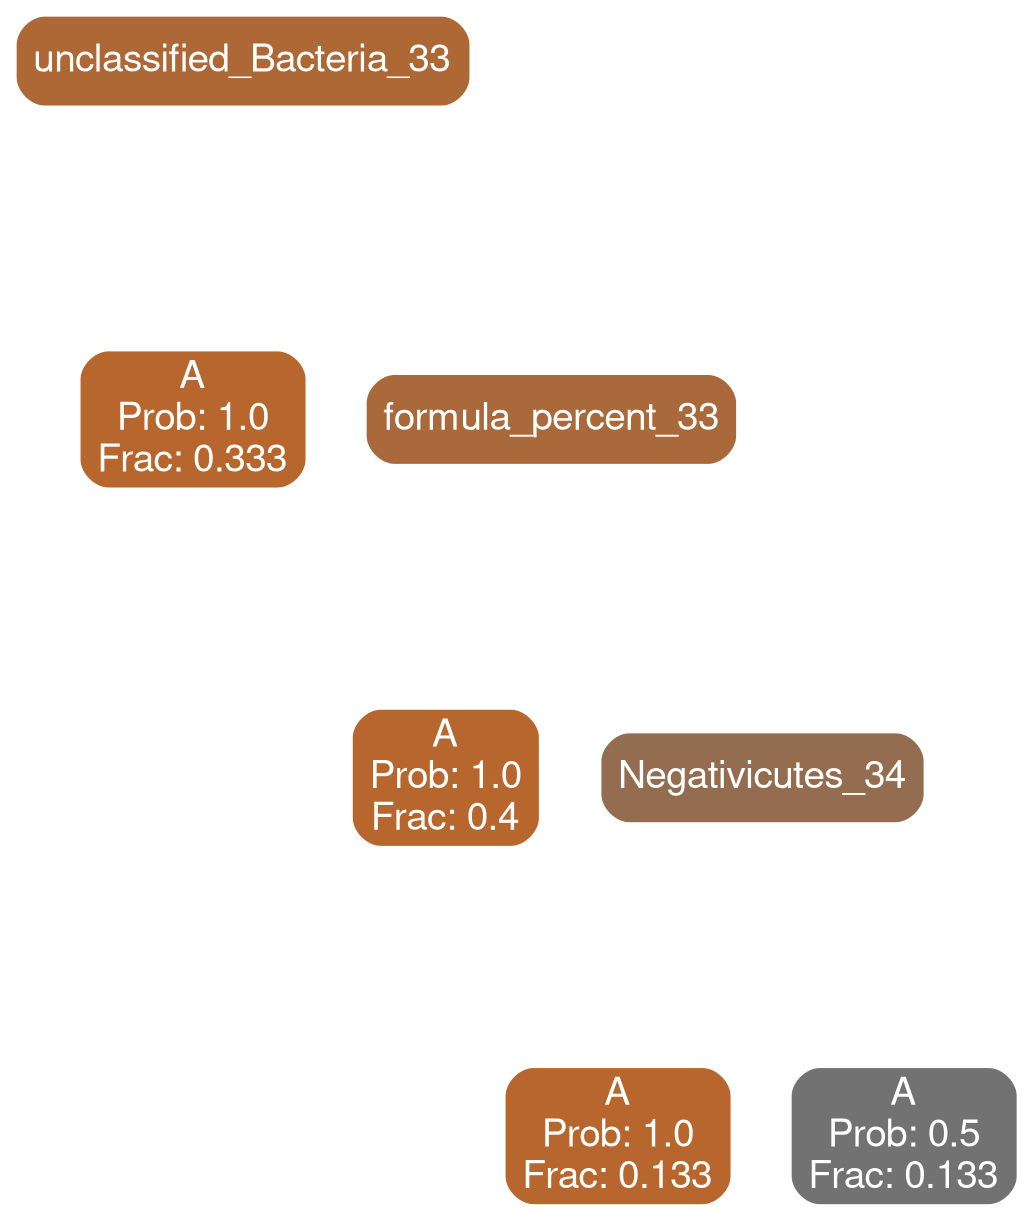 unclassified_Bacteria_33
A
Prob: 1.0
Frac: 0.333
formula_percent_33
A
Prob: 1.0
Frac: 0.4
Negativicutes_34
A
Prob: 1.0
Frac: 0.133
A
Prob: 0.5
Frac: 0.133